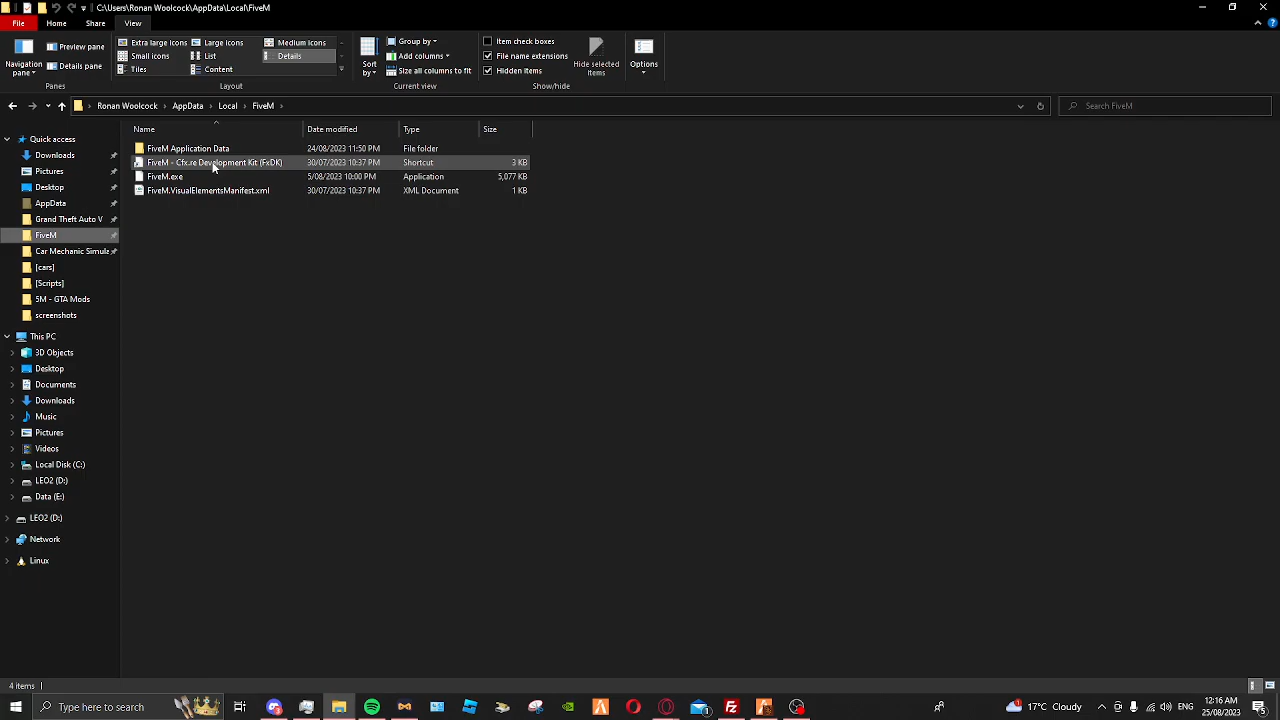 C:\Users\Ronan Woolcock\AppData\Local\FiveM
File Home Share View
Navigation pane
Preview pane
Details pane
Panes
Extra large icons Large icons Medium icons
Small icons List Details
Tiles Content
Layout
Sort by
Group by
Add columns
Size all columns to fit
Current view
Item check boxes
File name extensions
Hidden items
Hide selected items
Show/hide
Options
Ronan Woolcock AppData Local FiveM
Search FiveM
Name Date modified Type Size
FiveM Application Data 24/08/2023 11:50 PM File folder
FiveM - Cfx.re Development Kit (FxDK) 30/07/2023 10:37 PM Shortcut 3 KB
FiveM.exe 5/08/2023 10:00 PM Application 5,077 KB
FiveM.VisualElementsManifest.xml 30/07/2023 10:37 PM XML Document 1 KB
Quick access
Downloads
Pictures
Desktop
AppData
Grand Theft Auto V
FiveM
Car Mechanic Simula
[cars]
[Scripts]
5M - GTA Mods
screenshots
This PC
3D Objects
Desktop
Documents
Downloads
Music
Pictures
Videos
Local Disk (C:)
LEO2 (D:)
Data (E:)
LEO2 (D:)
Network
Linux
4 items
Type here to search
17°C Cloudy
ENG
12:16 AM
25/08/2023